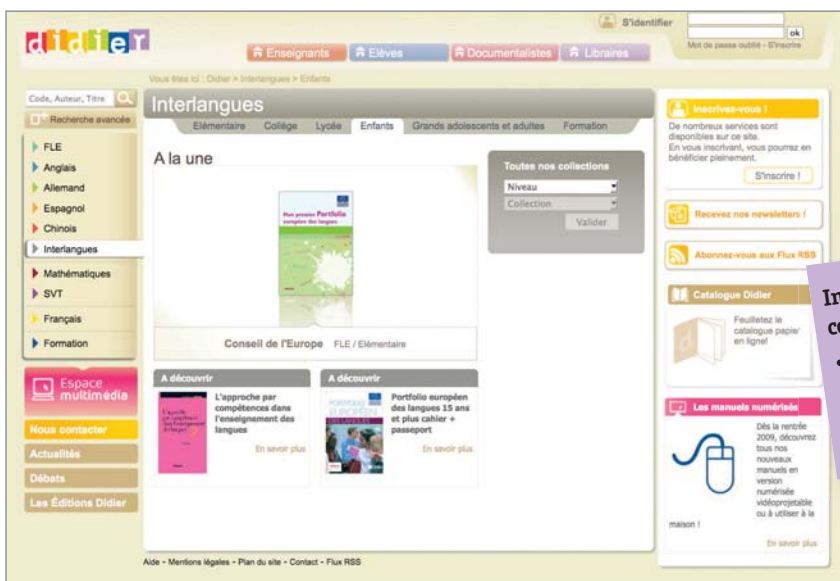 didier
S'identifier
ok
Mot de passe oublié - S'inscrire
Enseignants
Elèves
Documentalistes
Libraires
Vous êtes ici : Didier > Interlangues > Enfants
Code, Auteur, Titre
Recherche avancée
FLE
Anglais
Allemand
Espagnol
Chinois
Interlangues
Mathématiques
SVT
Français
Formation
Espace
multimédia
Nous contacter
Actualités
Débats
Les Éditions Didier
Interlangues
Elémentaire Collège Lycée Enfants Grands adolescents et adultes Formation
A la une
Mon premier Portfolio
européen des langues
Conseil de l'Europe FLE / Elémentaire
Toutes nos collections
Niveau
Collection
Valider
A découvrir
L'approche par
compétences dans
l'enseignement des
langues
En savoir plus
A découvrir
PORTFOLIO
EUROPÉEN
DES LANGUES
Portfolio européen
des langues 15 ans
et plus cahier +
passeport
En savoir plus
Inscrivez-vous !
De nombreux services sont
disponibles sur ce site.
En vous inscrivant, vous pourrez en
bénéficier pleinement.
S'inscrire !
Recevez nos newsletters !
Abonnez-vous aux Flux RSS
Catalogue Didier
Feuilletez le
catalogue papier
en ligne!
Les manuels numérisés
Dès la rentrée
2009, découvrez
tous nos
nouveaux
manuels en
version
numérisée
vidéoprojetable
ou à utiliser à la
maison !
En savoir plus
Aide - Mentions légales - Plan du site - Contact - Flux RSS